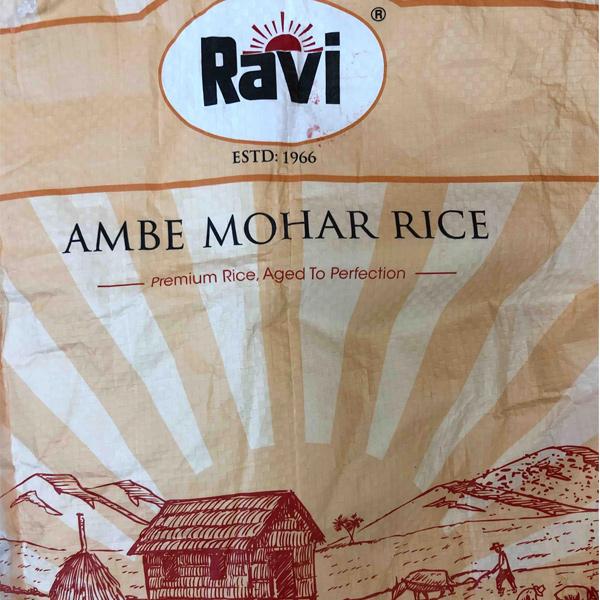 Ravi ®
ESTD: 1966
AMBE MOHAR RICE
Premium Rice, Aged To Perfection